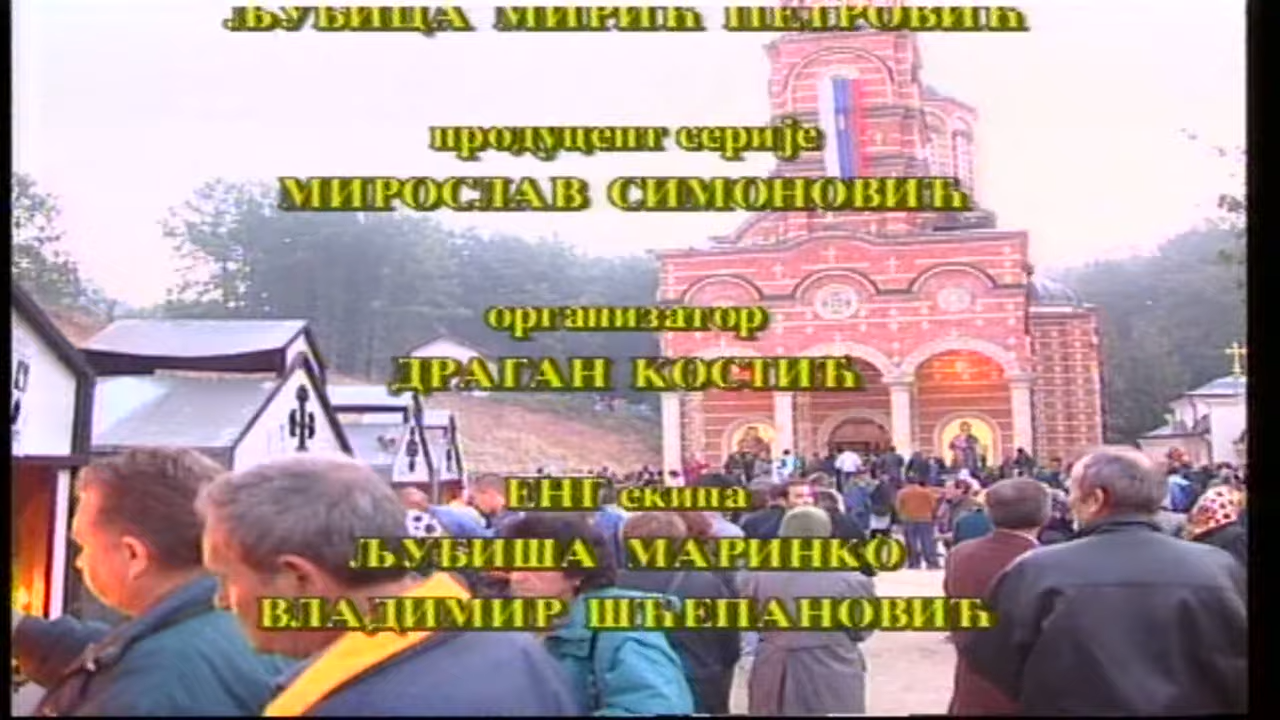 ЉУБИЦА МИРИЋ ПЕТРОВИЋ
продуцент серије
МИРОСЛАВ СИМОНОВИЋ
организатор
ДРАГАН КОСТИЋ
ЕНГ екипа
ЉУБИША МАРИНКО
ВЛАДИМИР ШЋЕПАНОВИЋ